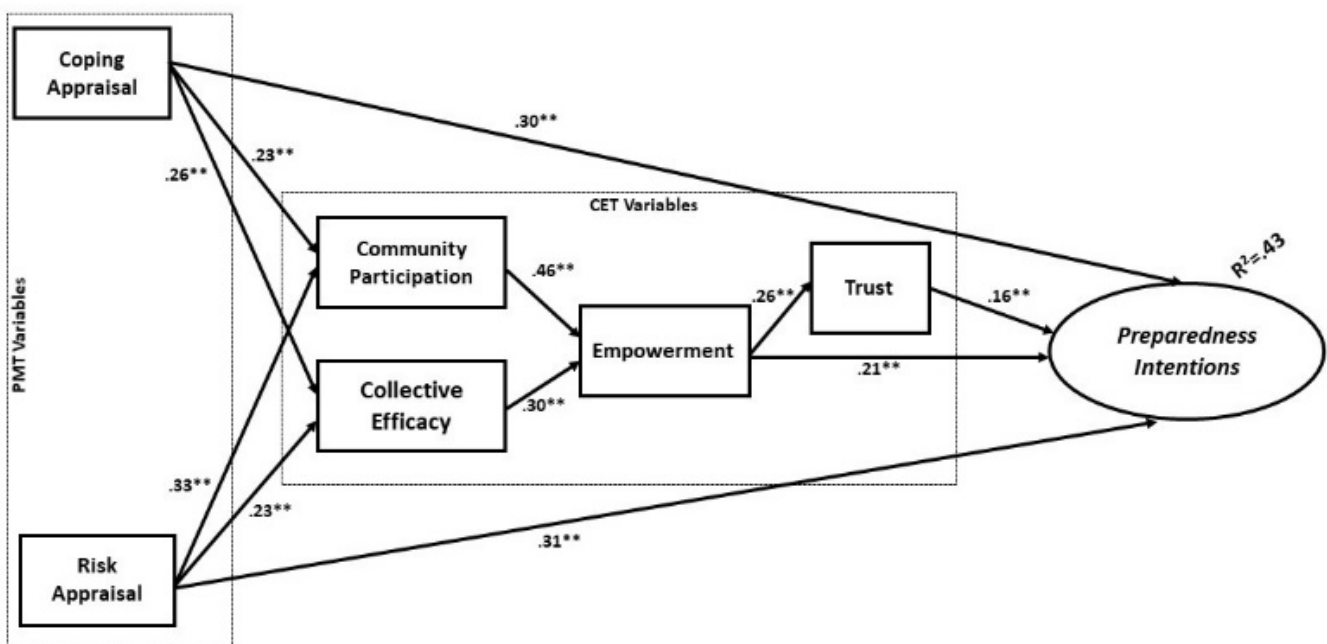 Coping
Appraisal
.30**
.23**
.26**
CET Variables
Community
Participation
.46**
Trust
R²=.43
.26**
.16**
Empowerment
Preparedness
Intentions
.21**
PMT Variables
Collective
Efficacy
.30**
.33**
.23**
.31**
Risk
Appraisal